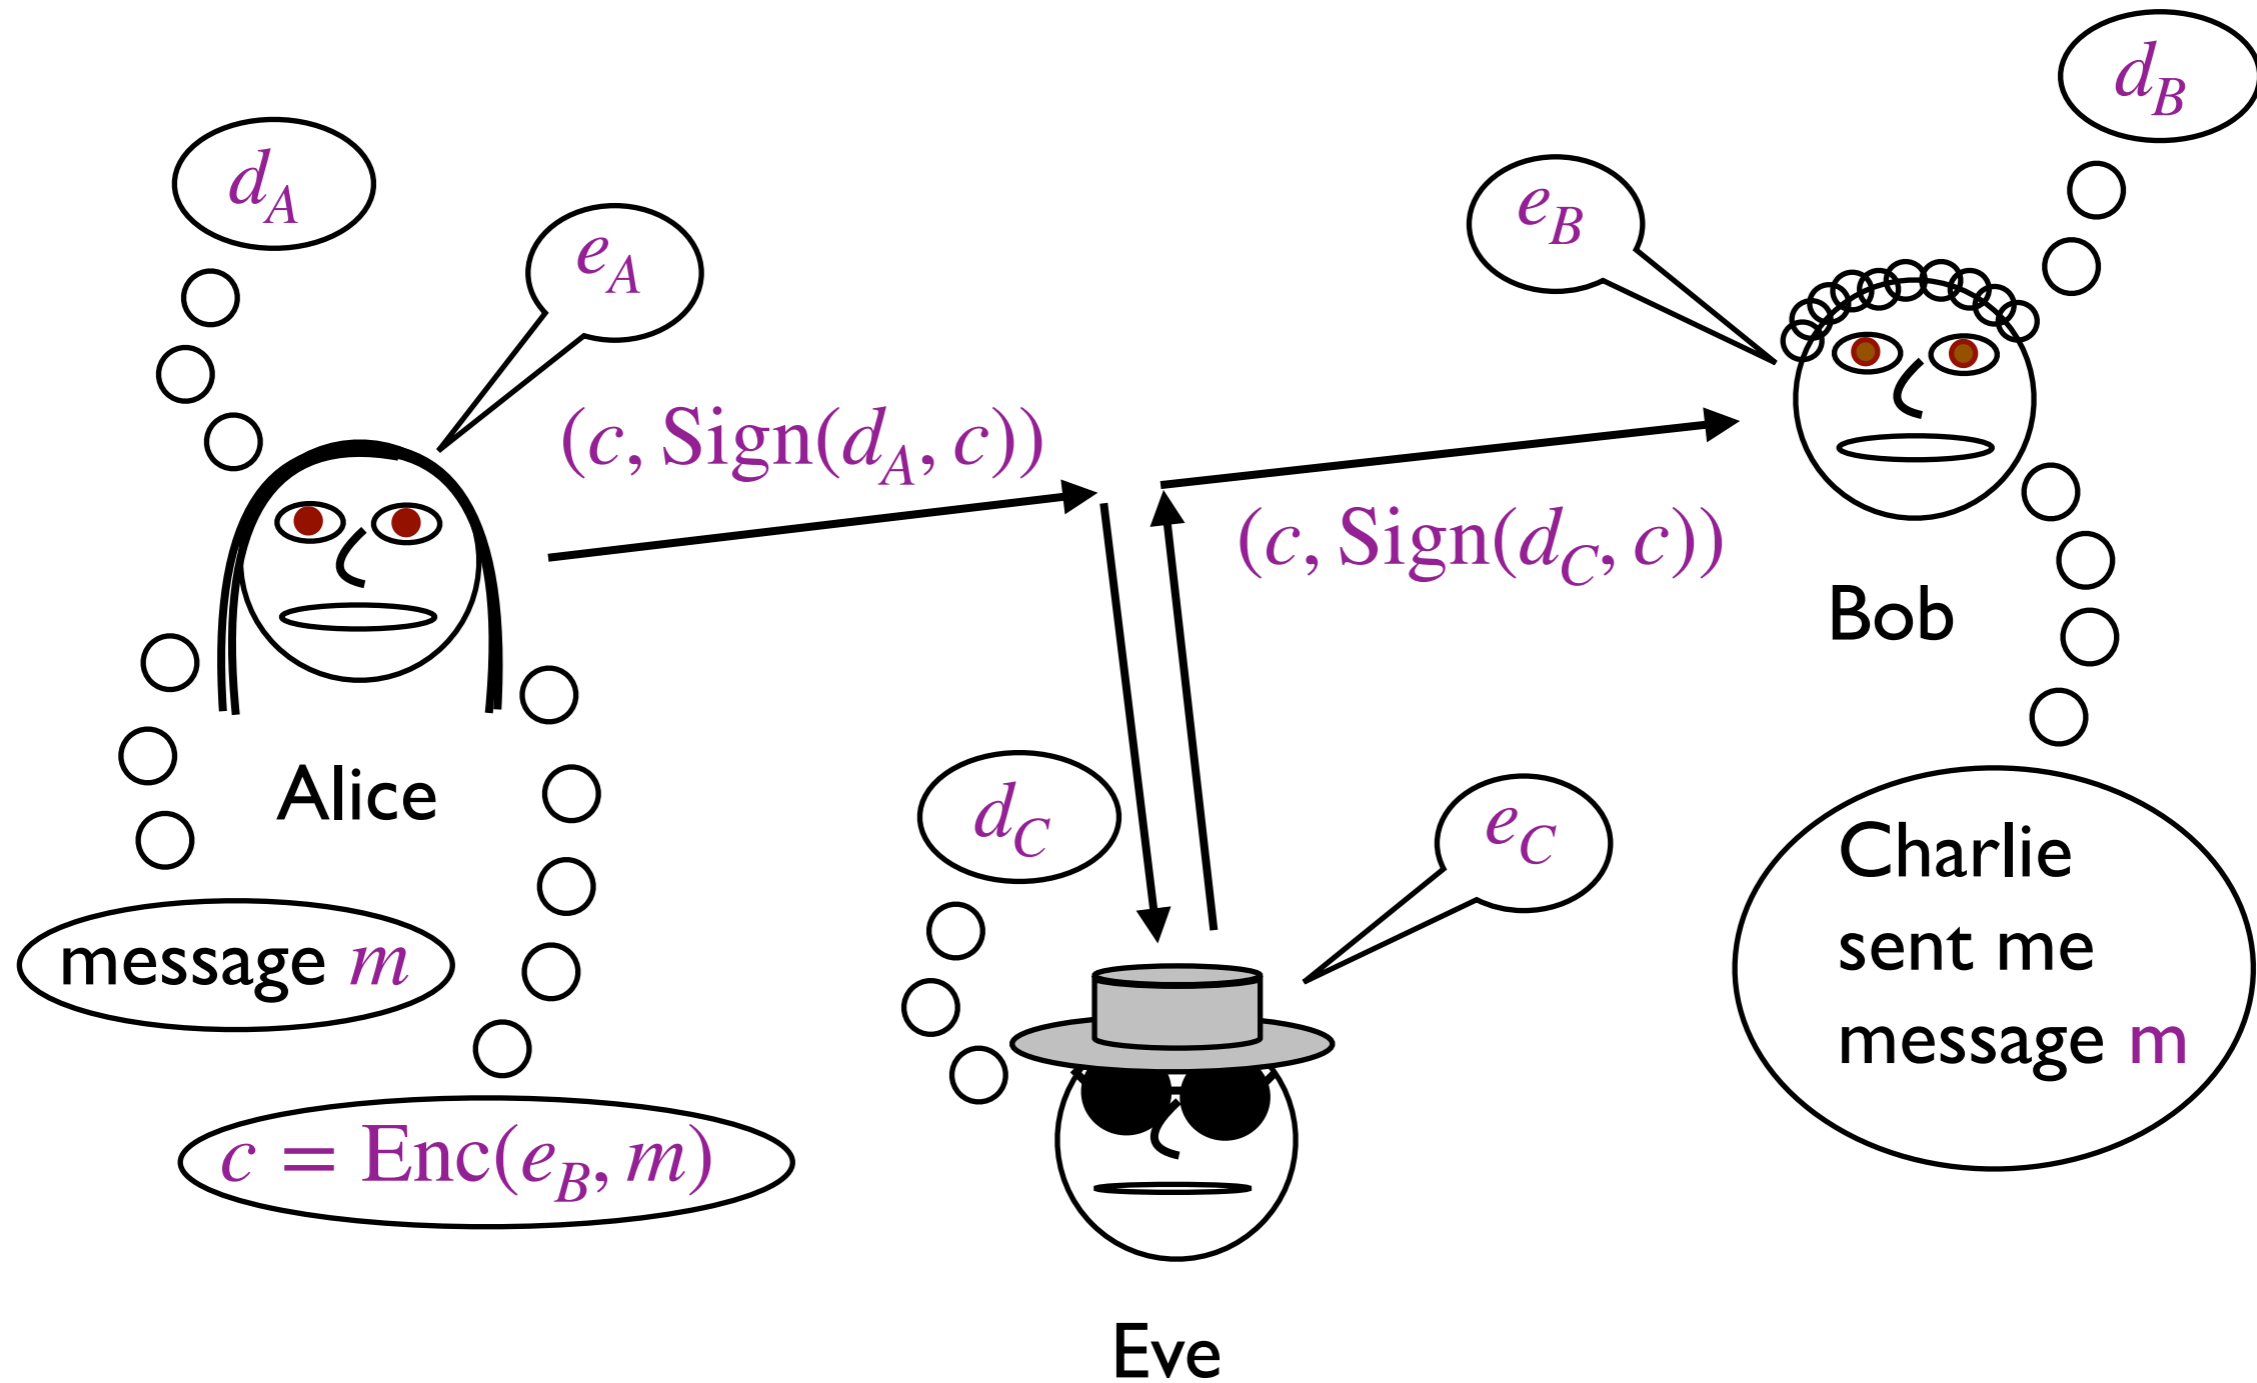 d_B
d_A
e_B
e_A
(c, Sign(d_A, c))
(c, Sign(d_C, c))
Bob
Alice
d_C
e_C
Charlie
sent me
message m
message m
c = Enc(e_B, m)
Eve